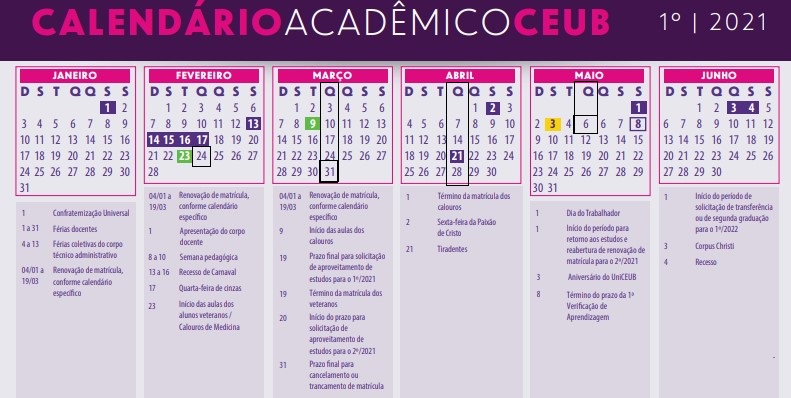 CALENDÁRIOACADÊMICOCEUB 1º | 2021
JANEIRO
D S T Q Q S S
1 2
3 4 5 6 7 8 9
10 11 12 13 14 15 16
17 18 19 20 21 22 23
24 25 26 27 28 29 30
31
1 Confratermização Universal
1 a 31 Férias docentes
4 a 13 Férias coletivas do corpo
técnico administrativo
04/01 a Renovação de matrícula,
19/03 conforme calendário
específico
FEVEREIRO
D S T Q Q S S
1 2 3 4 5 6
7 8 9 10 11 12 13
14 15 16 17 18 19 20
21 22 23 24 25 26 27
28
04/01 a Renovação de matrícula,
19/03 conforme calendário
específico
1 Apresentação do corpo
docente
8 a 10 Semana pedagógica
13 a 16 Recesso de Carnaval
17 Quarta-feira de cinzas
23 Início das aulas dos
alunos veteranos /
Calouros de Medicina
MARÇO
D S T Q Q S S
1 2 3 4 5 6
7 8 9 10 11 12 13
14 15 16 17 18 19 20
21 22 23 24 25 26 27
28 29 30 31
04/01 a Renovação de matrícula,
19/03 conforme calendário
específico
9 Início das aulas dos
calouros
19 Prazo final para solicitação
de aproveitamento de
estudos para o 1º/2021
19 Término da matrícula dos
veteranos
20 Início do prazo para
solicitação de
aproveitamento de
estudos para o 2º/2021
31 Prazo final para
cancelamento ou
trancamento de matrícula
ABRIL
D S T Q Q S S
1 2 3
4 5 6 7 8 9 10
11 12 13 14 15 16 17
18 19 20 21 22 23 24
25 26 27 28 29 30
1 Término da matrícula dos
calouros
2 Sexta-feira da Paixão
de Cristo
21 Tiradentes
MAIO
D S T Q Q S S
1
2 3 4 5 6 7 8
9 10 11 12 13 14 15
16 17 18 19 20 21 22
23 24 25 26 27 28 29
30 31
1 Dia do Trabalhador
1 Início do período para
retorno aos estudos e
reabertura de renovação de
matrícula para o 2º/2021
3 Aniversário do UniCEUB
8 Término do prazo da 1ª
Verificação de
Aprendizagem
JUNHO
D S T Q Q S S
1 2 3 4 5
6 7 8 9 10 11 12
13 14 15 16 17 18 19
20 21 22 23 24 25 26
27 28 29 30
1 Início do período de
solicitação de transferência
ou de segunda graduação
para o 1º/2022
3 Corpus Christi
4 Recesso